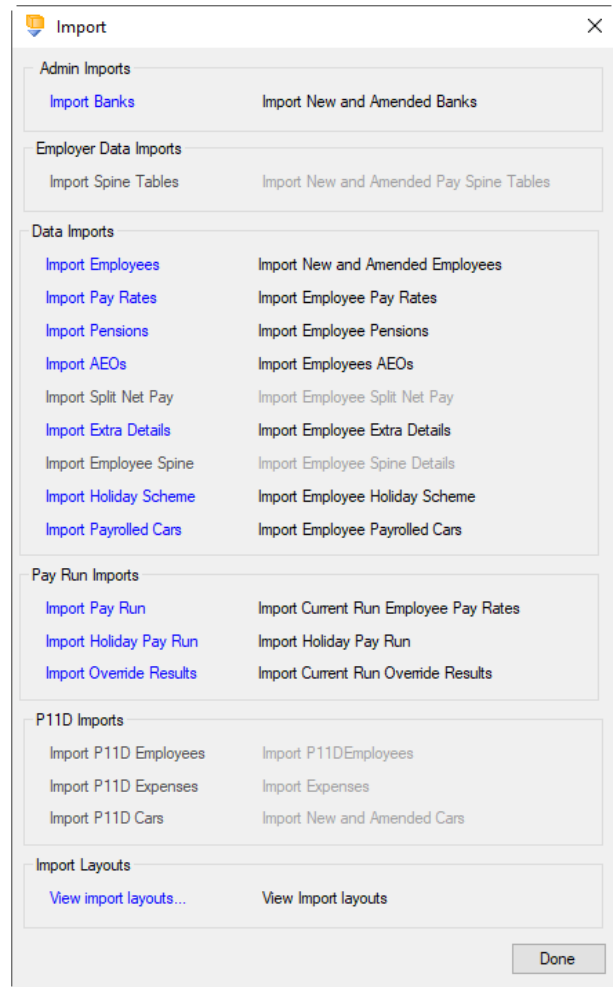 Import
Admin Imports
Import Banks Import New and Amended Banks
Employer Data Imports
Import Spine Tables Import New and Amended Pay Spine Tables
Data Imports
Import Employees Import New and Amended Employees
Import Pay Rates Import Employee Pay Rates
Import Pensions Import Employee Pensions
Import AEOs Import Employees AEOs
Import Split Net Pay Import Employee Split Net Pay
Import Extra Details Import Employee Extra Details
Import Employee Spine Import Employee Spine Details
Import Holiday Scheme Import Employee Holiday Scheme
Import Payrolled Cars Import Employee Payrolled Cars
Pay Run Imports
Import Pay Run Import Current Run Employee Pay Rates
Import Holiday Pay Run Import Holiday Pay Run
Import Override Results Import Current Run Override Results
P11D Imports
Import P11D Employees Import P11DEmployees
Import P11D Expenses Import Expenses
Import P11D Cars Import New and Amended Cars
Import Layouts
View import layouts... View Import layouts
Done